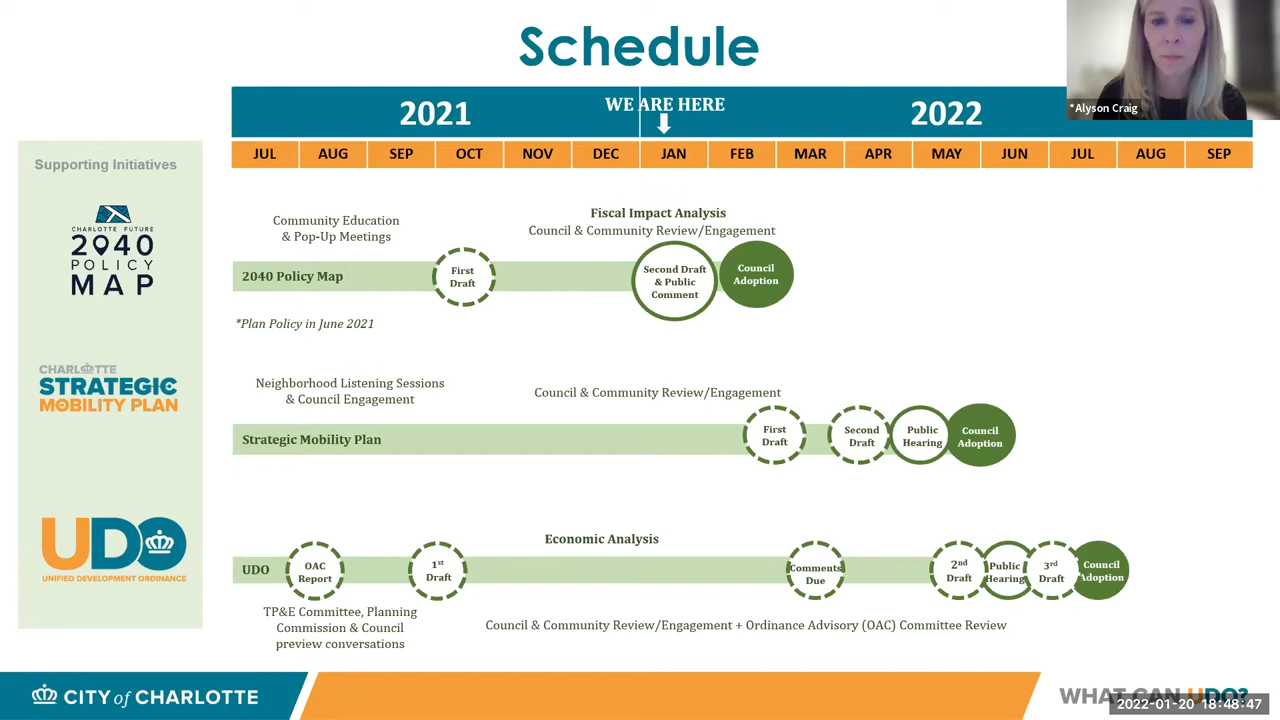 Schedule
*Alyson Craig
2021
WE ARE HERE
2022
JUL AUG SEP OCT NOV DEC JAN FEB MAR APR MAY JUN JUL AUG SEP
Supporting Initiatives
CHARLOTTE FUTURE
2040
POLICY
MAP
Community Education
& Pop-Up Meetings
Fiscal Impact Analysis
Council & Community Review/Engagement
2040 Policy Map
First
Draft
Second Draft
& Public
Comment
Council
Adoption
*Plan Policy in June 2021
CHARLOTTE
STRATEGIC
MOBILITY PLAN
Neighborhood Listening Sessions
& Council Engagement
Council & Community Review/Engagement
Strategic Mobility Plan
First
Draft
Second
Draft
Public
Hearing
Council
Adoption
UDO
UNIFIED DEVELOPMENT ORDINANCE
Economic Analysis
UDO
OAC
Report
1st
Draft
Comments
Due
2nd
Draft
Public
Hearing
3rd
Draft
Council
Adoption
TP&E Committee, Planning
Commission & Council
preview conversations
Council & Community Review/Engagement + Ordinance Advisory (OAC) Committee Review
CITY of CHARLOTTE
WHAT CAN UDO?
2022-01-20 18:48:47